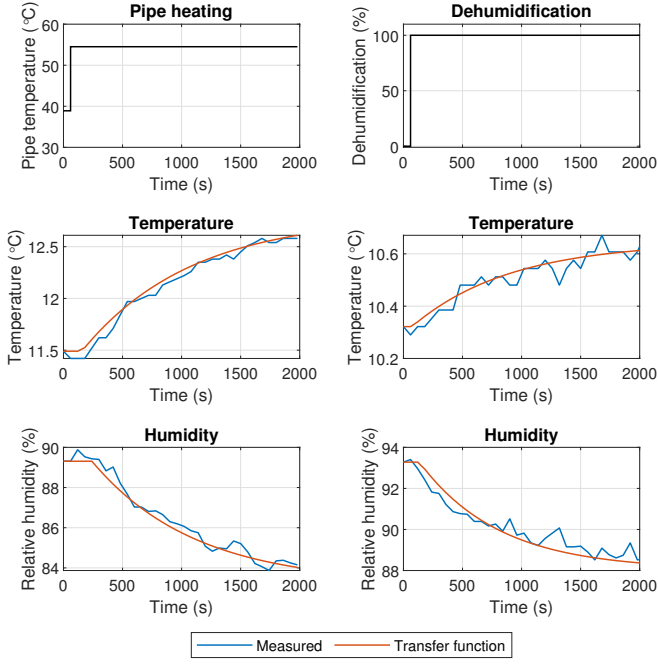 Pipe heating
Pipe temperature (°C)
60
50
40
30
0 500 1000 1500 2000
Time (s)
Dehumidification
Dehumidification (%)
100
50
0
0 500 1000 1500 2000
Time (s)
Temperature
Temperature (°C)
12.5
12
11.5
0 500 1000 1500 2000
Time (s)
Temperature
Temperature (°C)
10.6
10.4
10.2
0 500 1000 1500 2000
Time (s)
Humidity
Relative humidity (%)
90
88
86
84
0 500 1000 1500 2000
Time (s)
Humidity
Relative humidity (%)
94
92
90
88
0 500 1000 1500 2000
Time (s)
Measured Transfer function